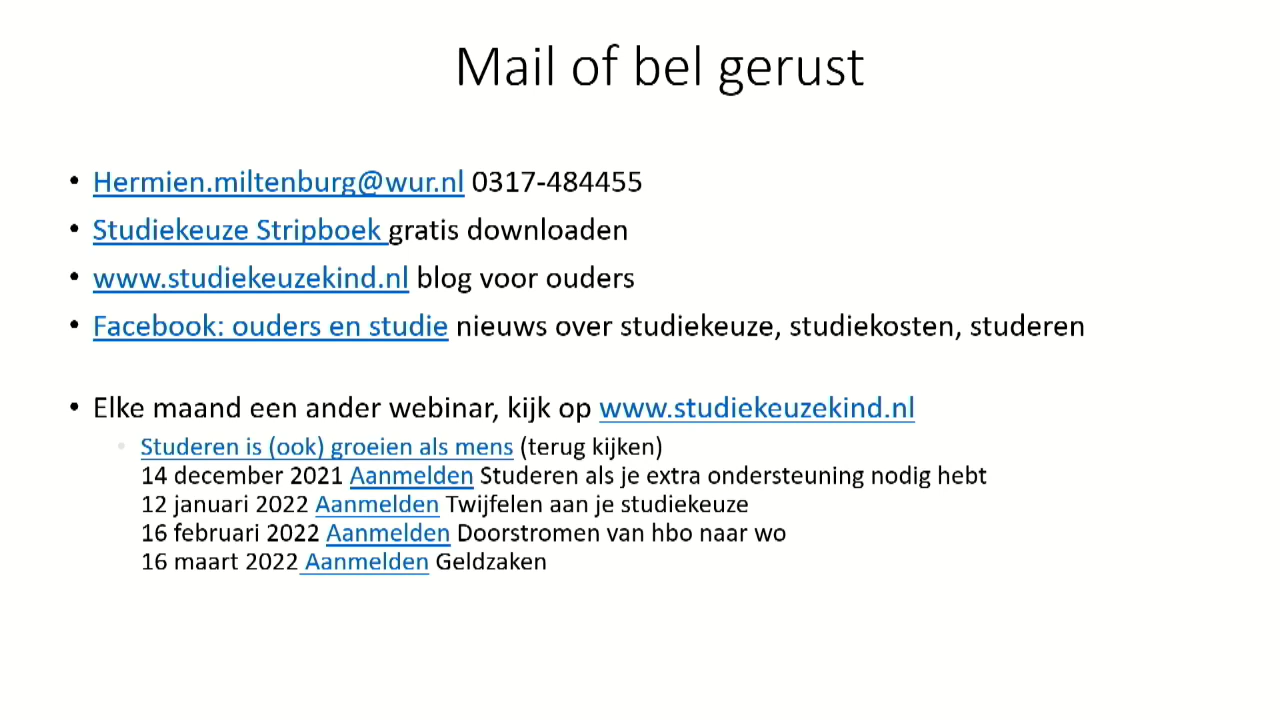 Mail of bel gerust
• Hermien.miltenburg@wur.nl 0317-484455
• Studiekeuze Stripboek gratis downloaden
• www.studiekeuzekind.nl blog voor ouders
• Facebook: ouders en studie nieuws over studiekeuze, studiekosten, studeren
• Elke maand een ander webinar, kijk op www.studiekeuzekind.nl
• Studeren is (ook) groeien als mens (terug kijken)
14 december 2021 Aanmelden Studeren als je extra ondersteuning nodig hebt
12 januari 2022 Aanmelden Twijfelen aan je studiekeuze
16 februari 2022 Aanmelden Doorstromen van hbo naar wo
16 maart 2022 Aanmelden Geldzaken